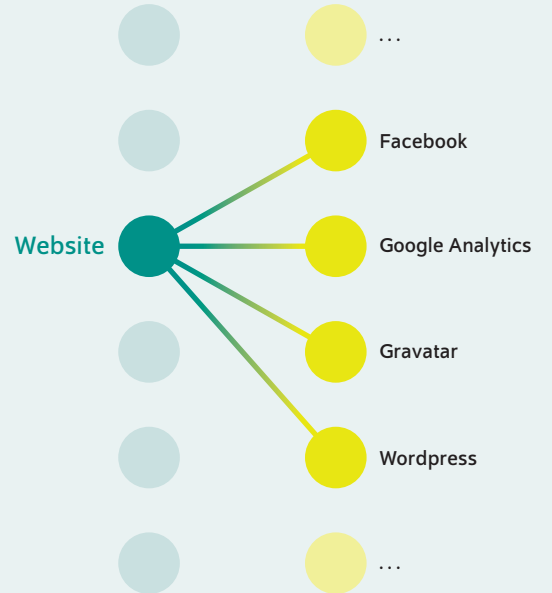 ...
Facebook
Website
Google Analytics
Gravatar
Wordpress
...